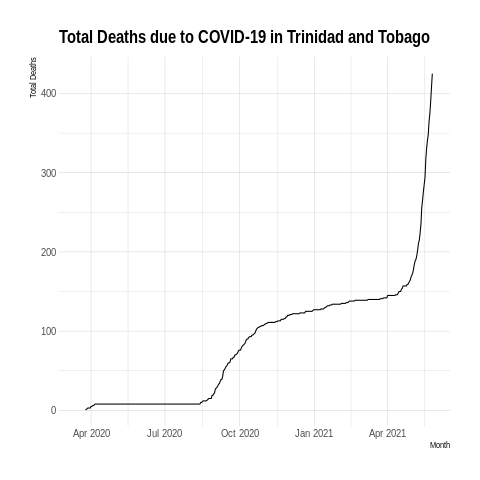 Total Deaths due to COVID-19 in Trinidad and Tobago
Total Deaths
400
300
200
100
0
Apr 2020 Jul 2020 Oct 2020 Jan 2021 Apr 2021
Month